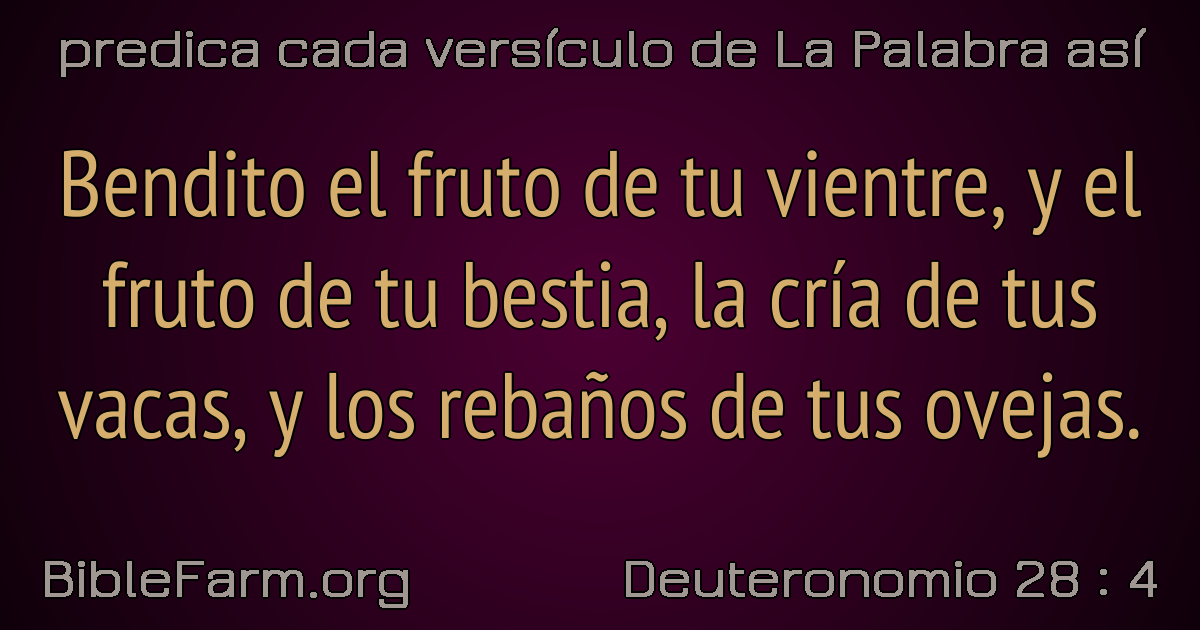 predica cada versículo de La Palabra así
Bendito el fruto de tu vientre, y el
fruto de tu bestia, la cría de tus
vacas, y los rebaños de tus ovejas.
BibleFarm.org
Deuteronomio 28 : 4